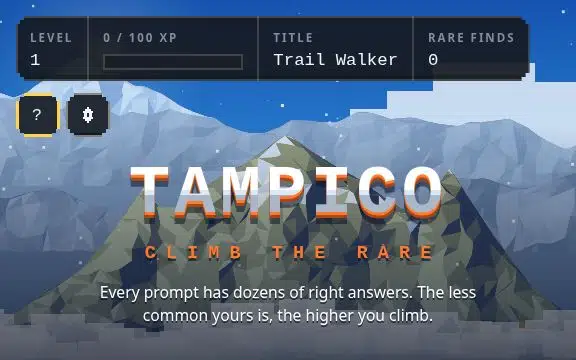 LEVEL
1
0 / 100 XP
TITLE
Trail Walker
RARE FINDS
0
?
TAMPICO
CLIMB THE RARE
Every prompt has dozens of right answers. The less
common yours is, the higher you climb.